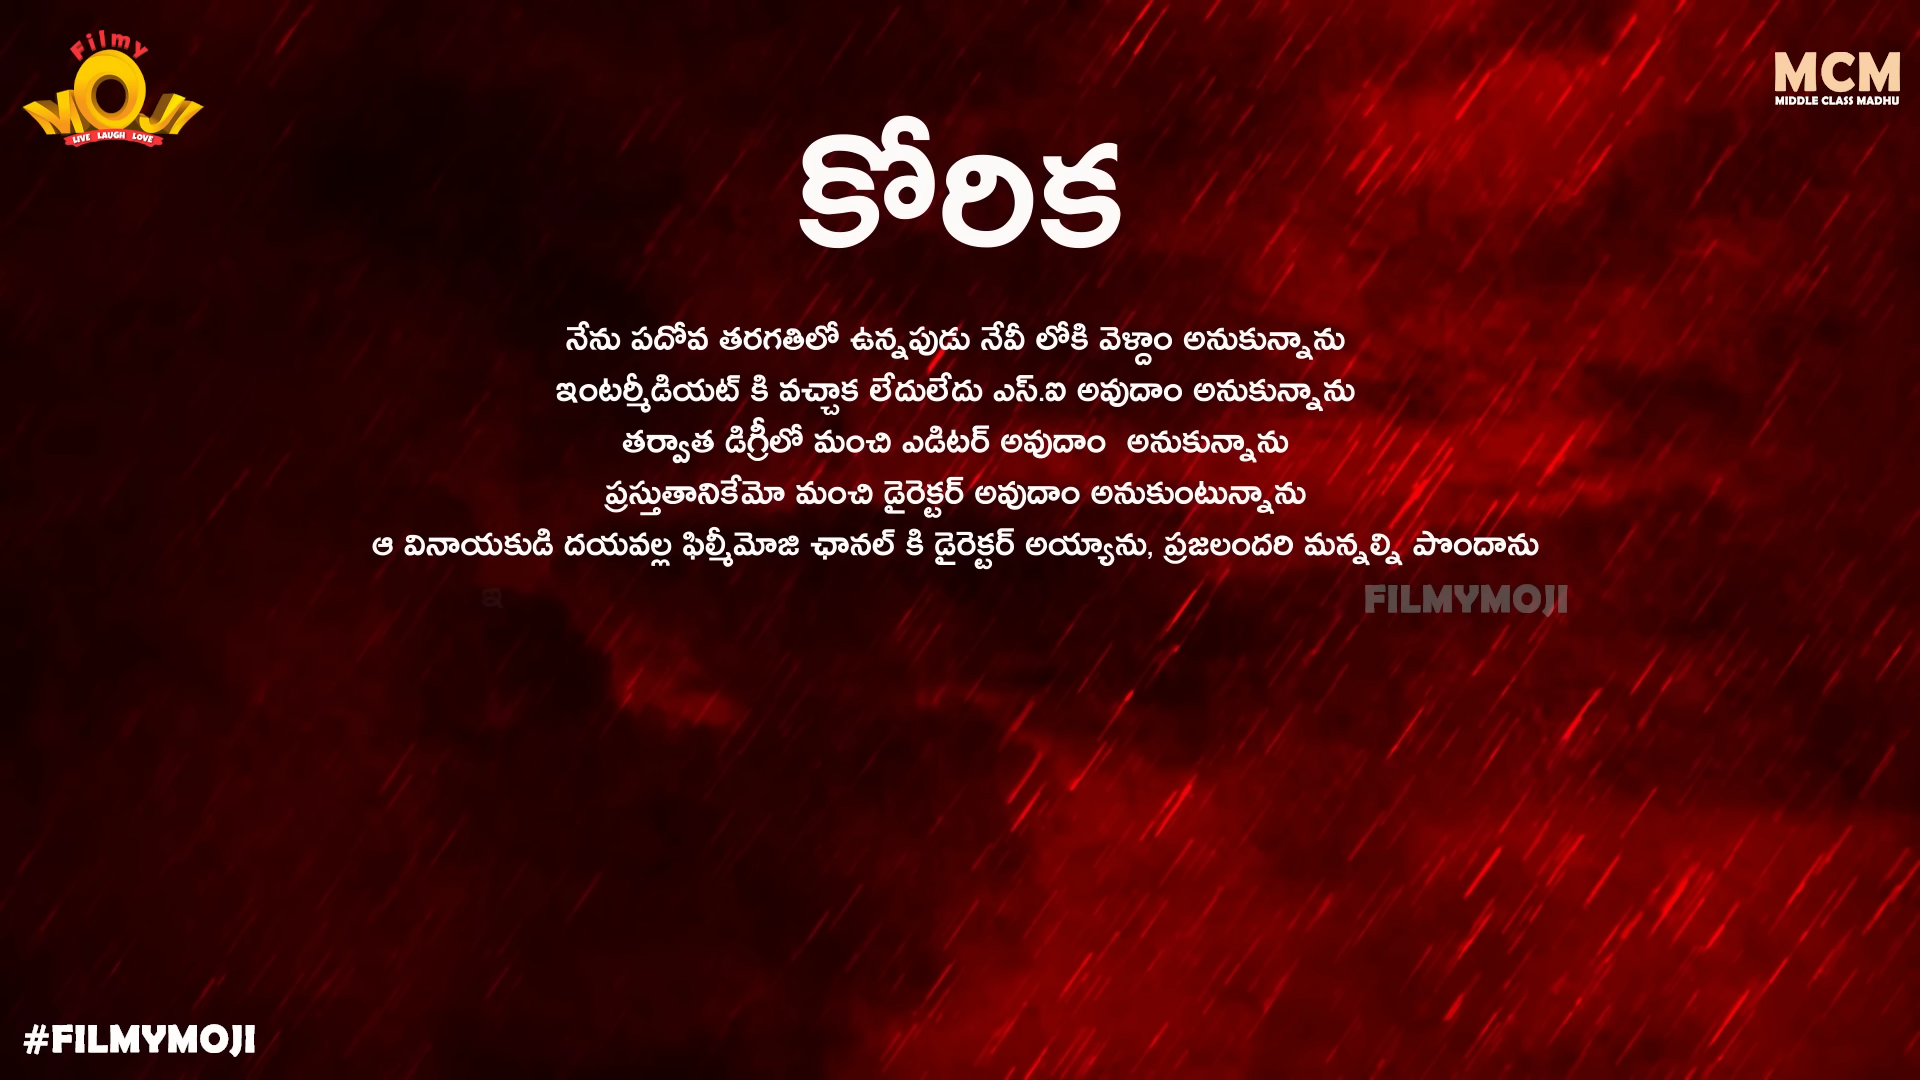 Filmy
MOJI
LIVE LAUGH LOVE
MCM
MIDDLE CLASS MADHU
కోరిక
నేను పదోవ తరగతిలో ఉన్నపుడు నేవీ లోకి వెళ్దాం అనుకున్నాను
ఇంటర్మీడియట్ కి వచ్చాక లేదులేదు ఎస్.ఐ అవుదాం అనుకున్నాను
తర్వాత డిగ్రీలో మంచి ఎడిటర్ అవుదాం అనుకున్నాను
ప్రస్తుతానికేమో మంచి డైరెక్టర్ అవుదాం అనుకుంటున్నాను
ఆ వినాయకుడి దయవల్ల ఫిల్మీమోజి ఛానల్ కి డైరెక్టర్ అయ్యాను, ప్రజలందరి మన్నల్ని పొందాను
ఇ
FILMYMOJI
#FILMYMOJI